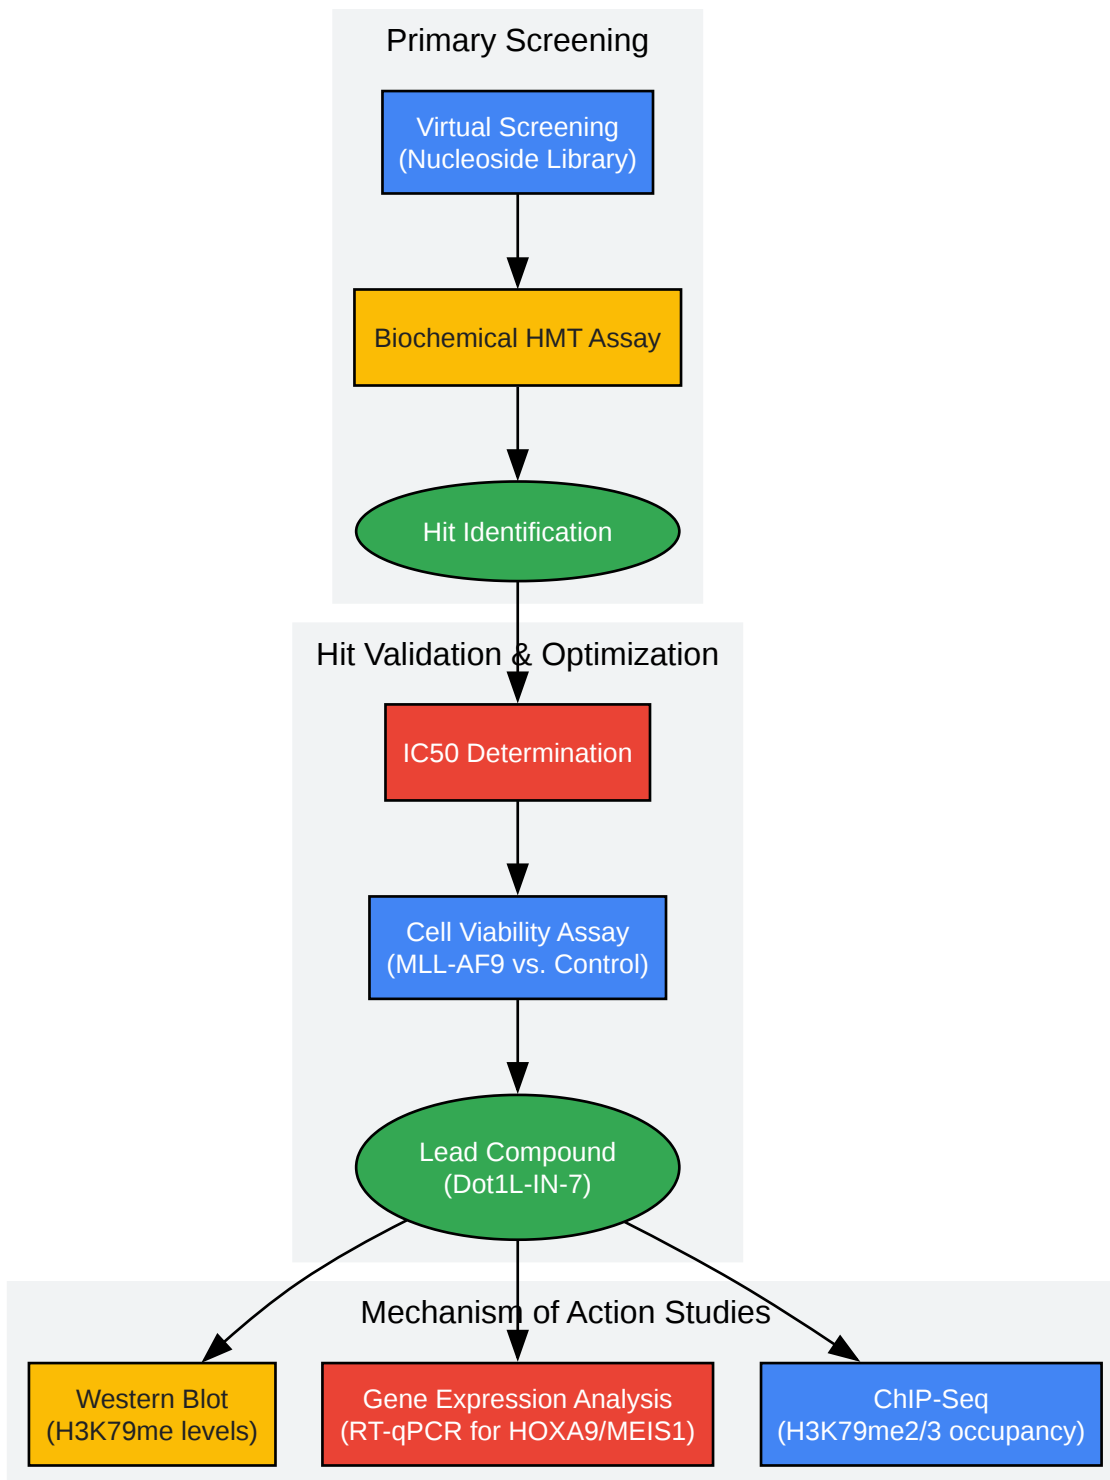 Primary Screening
Virtual Screening
(Nucleoside Library)
Biochemical HMT Assay
Hit Identification
Hit Validation & Optimization
IC50 Determination
Cell Viability Assay
(MLL-AF9 vs. Control)
Lead Compound
(Dot1L-IN-7)
Mechanism of Action Studies
Western Blot
(H3K79me levels)
Gene Expression Analysis
(RT-qPCR for HOXA9/MEIS1)
ChIP-Seq
(H3K79me2/3 occupancy)